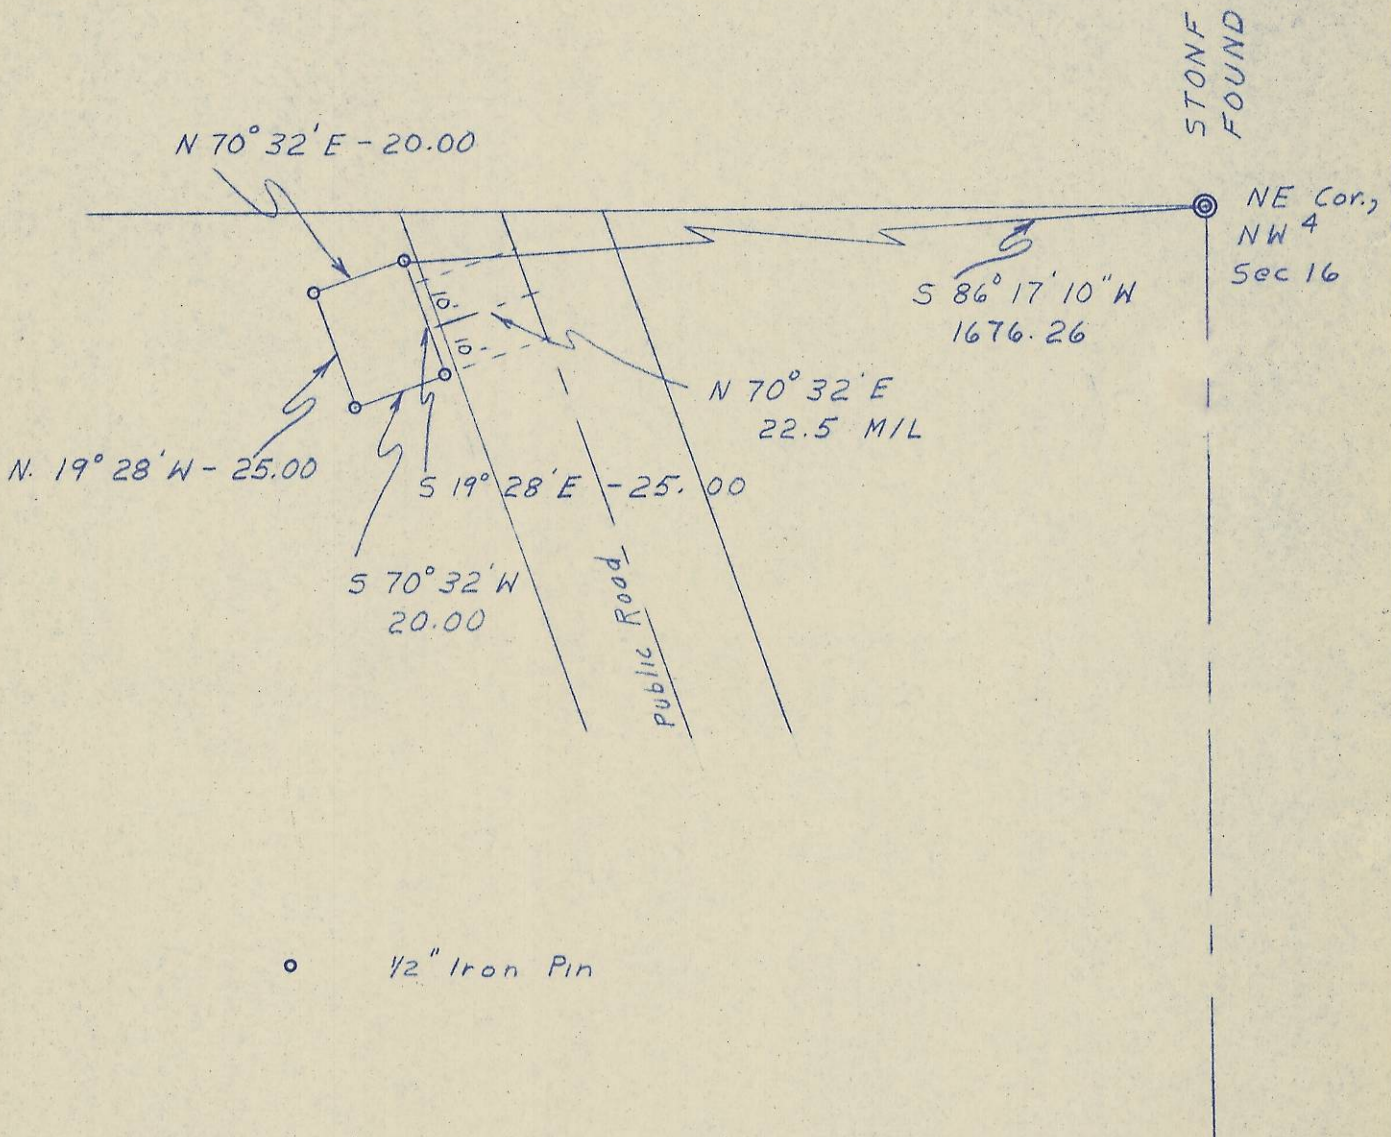 STONE
FOUND
N 70° 32' E - 20.00
NE Cor.,
NW 4
Sec 16
S 86° 17' 10" W
1676.26
10'
10'
N 70° 32' E
22.5 M/L
N. 19° 28' W - 25.00
S 19° 28' E - 25.00
S 70° 32' W
20.00
Public Road
1/2" Iron Pin